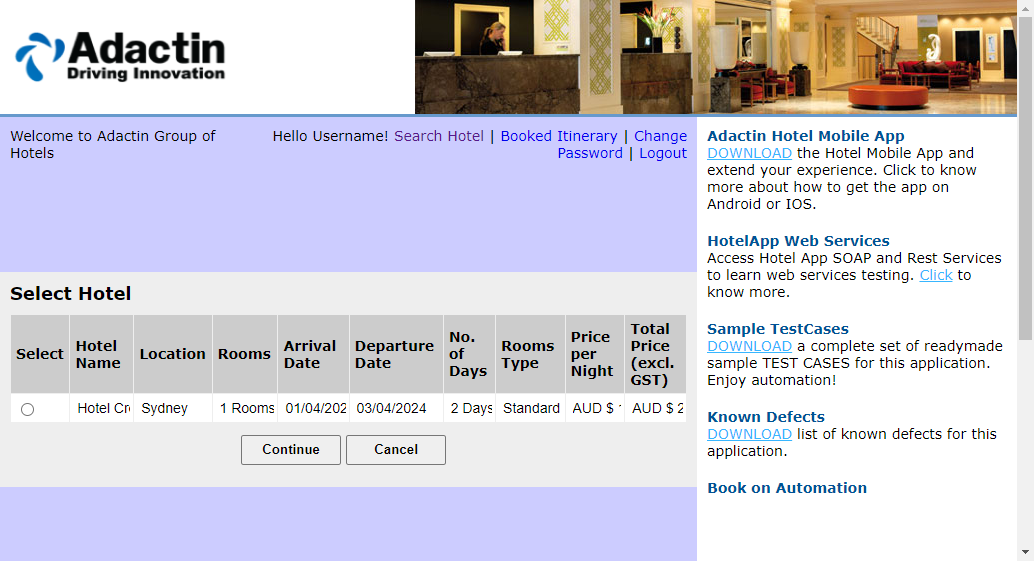 Adactin
Driving Innovation
Welcome to Adactin Group of
Hotels
Hello Username! Search Hotel | Booked Itinerary | Change
Password | Logout
Select Hotel
Select
Hotel
Name
Location
Rooms
Arrival
Date
Departure
Date
No.
of
Days
Rooms
Type
Price
per
Night
Total
Price
(excl.
GST)
Hotel Cr
Sydney
1 Rooms
01/04/202
03/04/2024
2 Days
Standard
AUD $
AUD $ 2
Continue
Cancel
Adactin Hotel Mobile App
DOWNLOAD the Hotel Mobile App and
extend your experience. Click to know
more about how to get the app on
Android or IOS.
HotelApp Web Services
Access Hotel App SOAP and Rest Services
to learn web services testing. Click to
know more.
Sample TestCases
DOWNLOAD a complete set of readymade
sample TEST CASES for this application.
Enjoy automation!
Known Defects
DOWNLOAD list of known defects for this
application.
Book on Automation